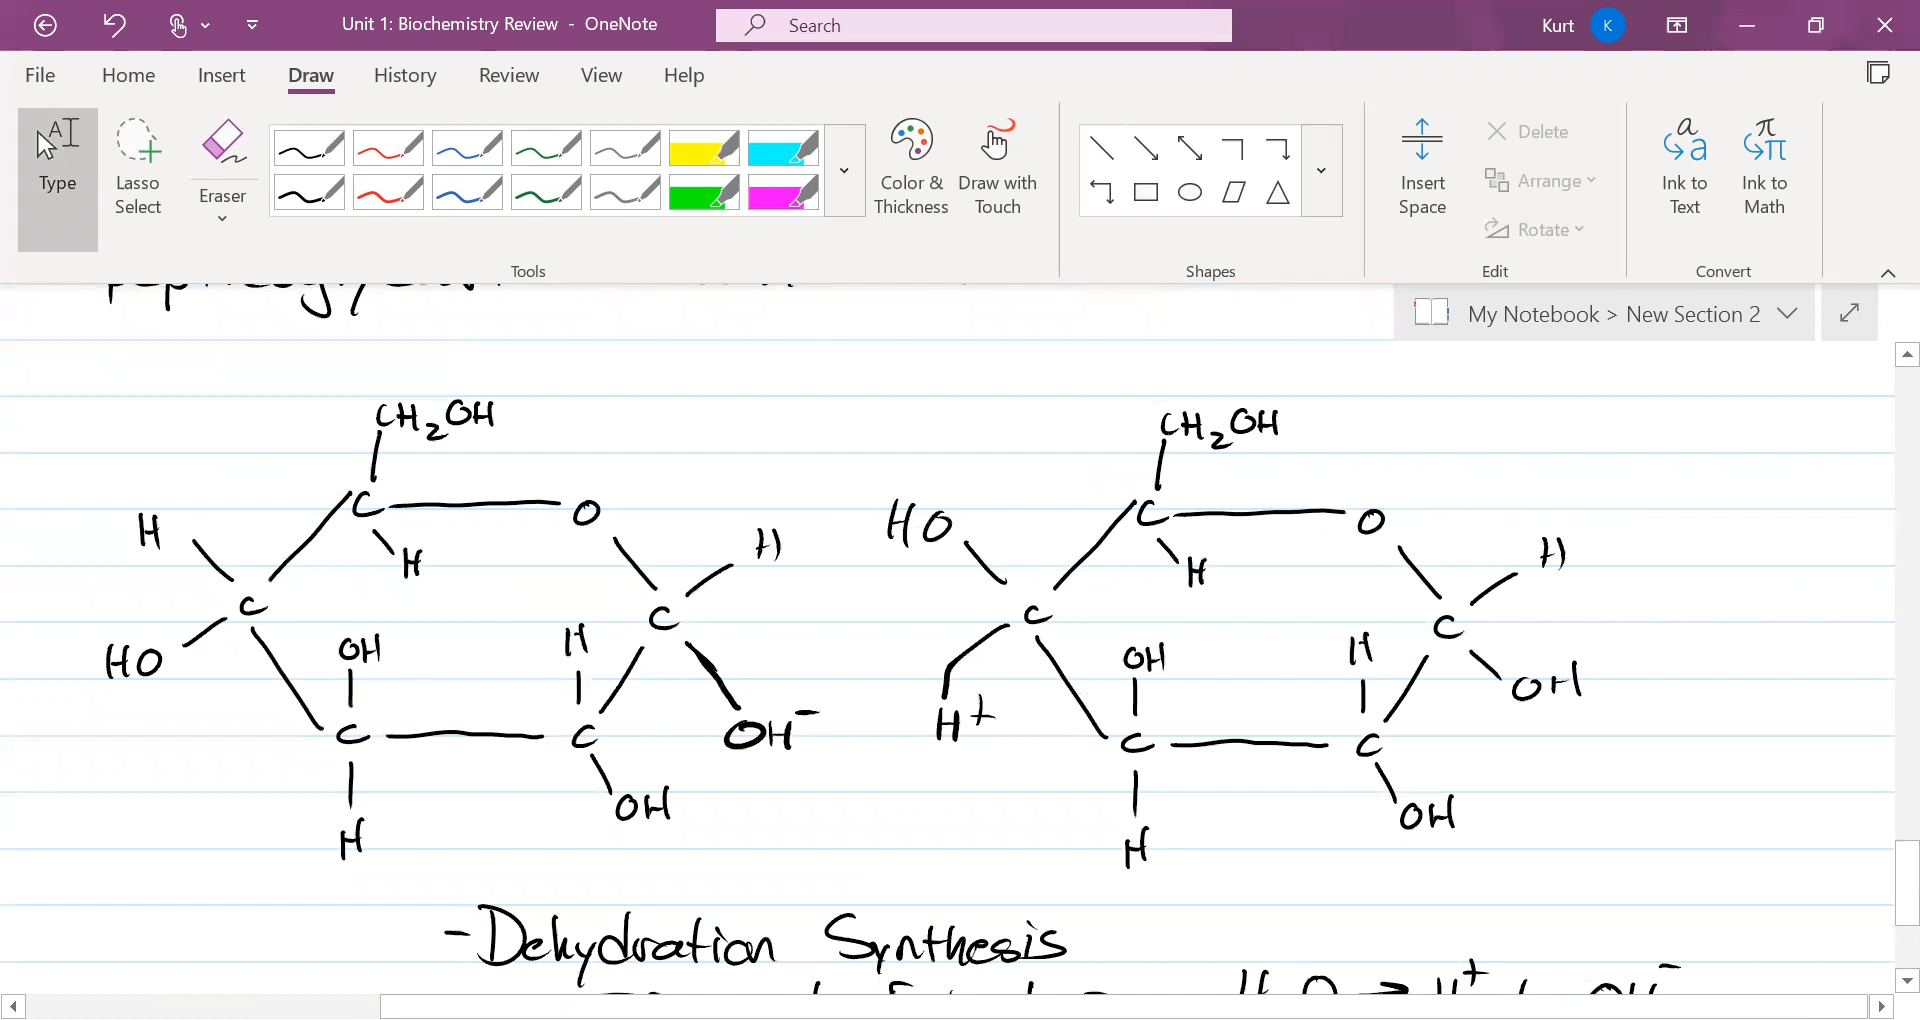 Unit 1: Biochemistry Review - OneNote
Search
Kurt K
File Home Insert Draw History Review View Help
Type
Lasso Select
Eraser
Color & Thickness
Draw with Touch
Insert Space
Delete
Arrange
Rotate
Ink to Text
Ink to Math
Tools Shapes Edit Convert
My Notebook > New Section 2
CH2OH CH2OH
C O C O
H H H HO H H
C C C C
HO OH H OH H OH
C C OH⁻ H⁺ C C
OH OH
H H
- Dehydration Synthesis
H⁺ OH⁻